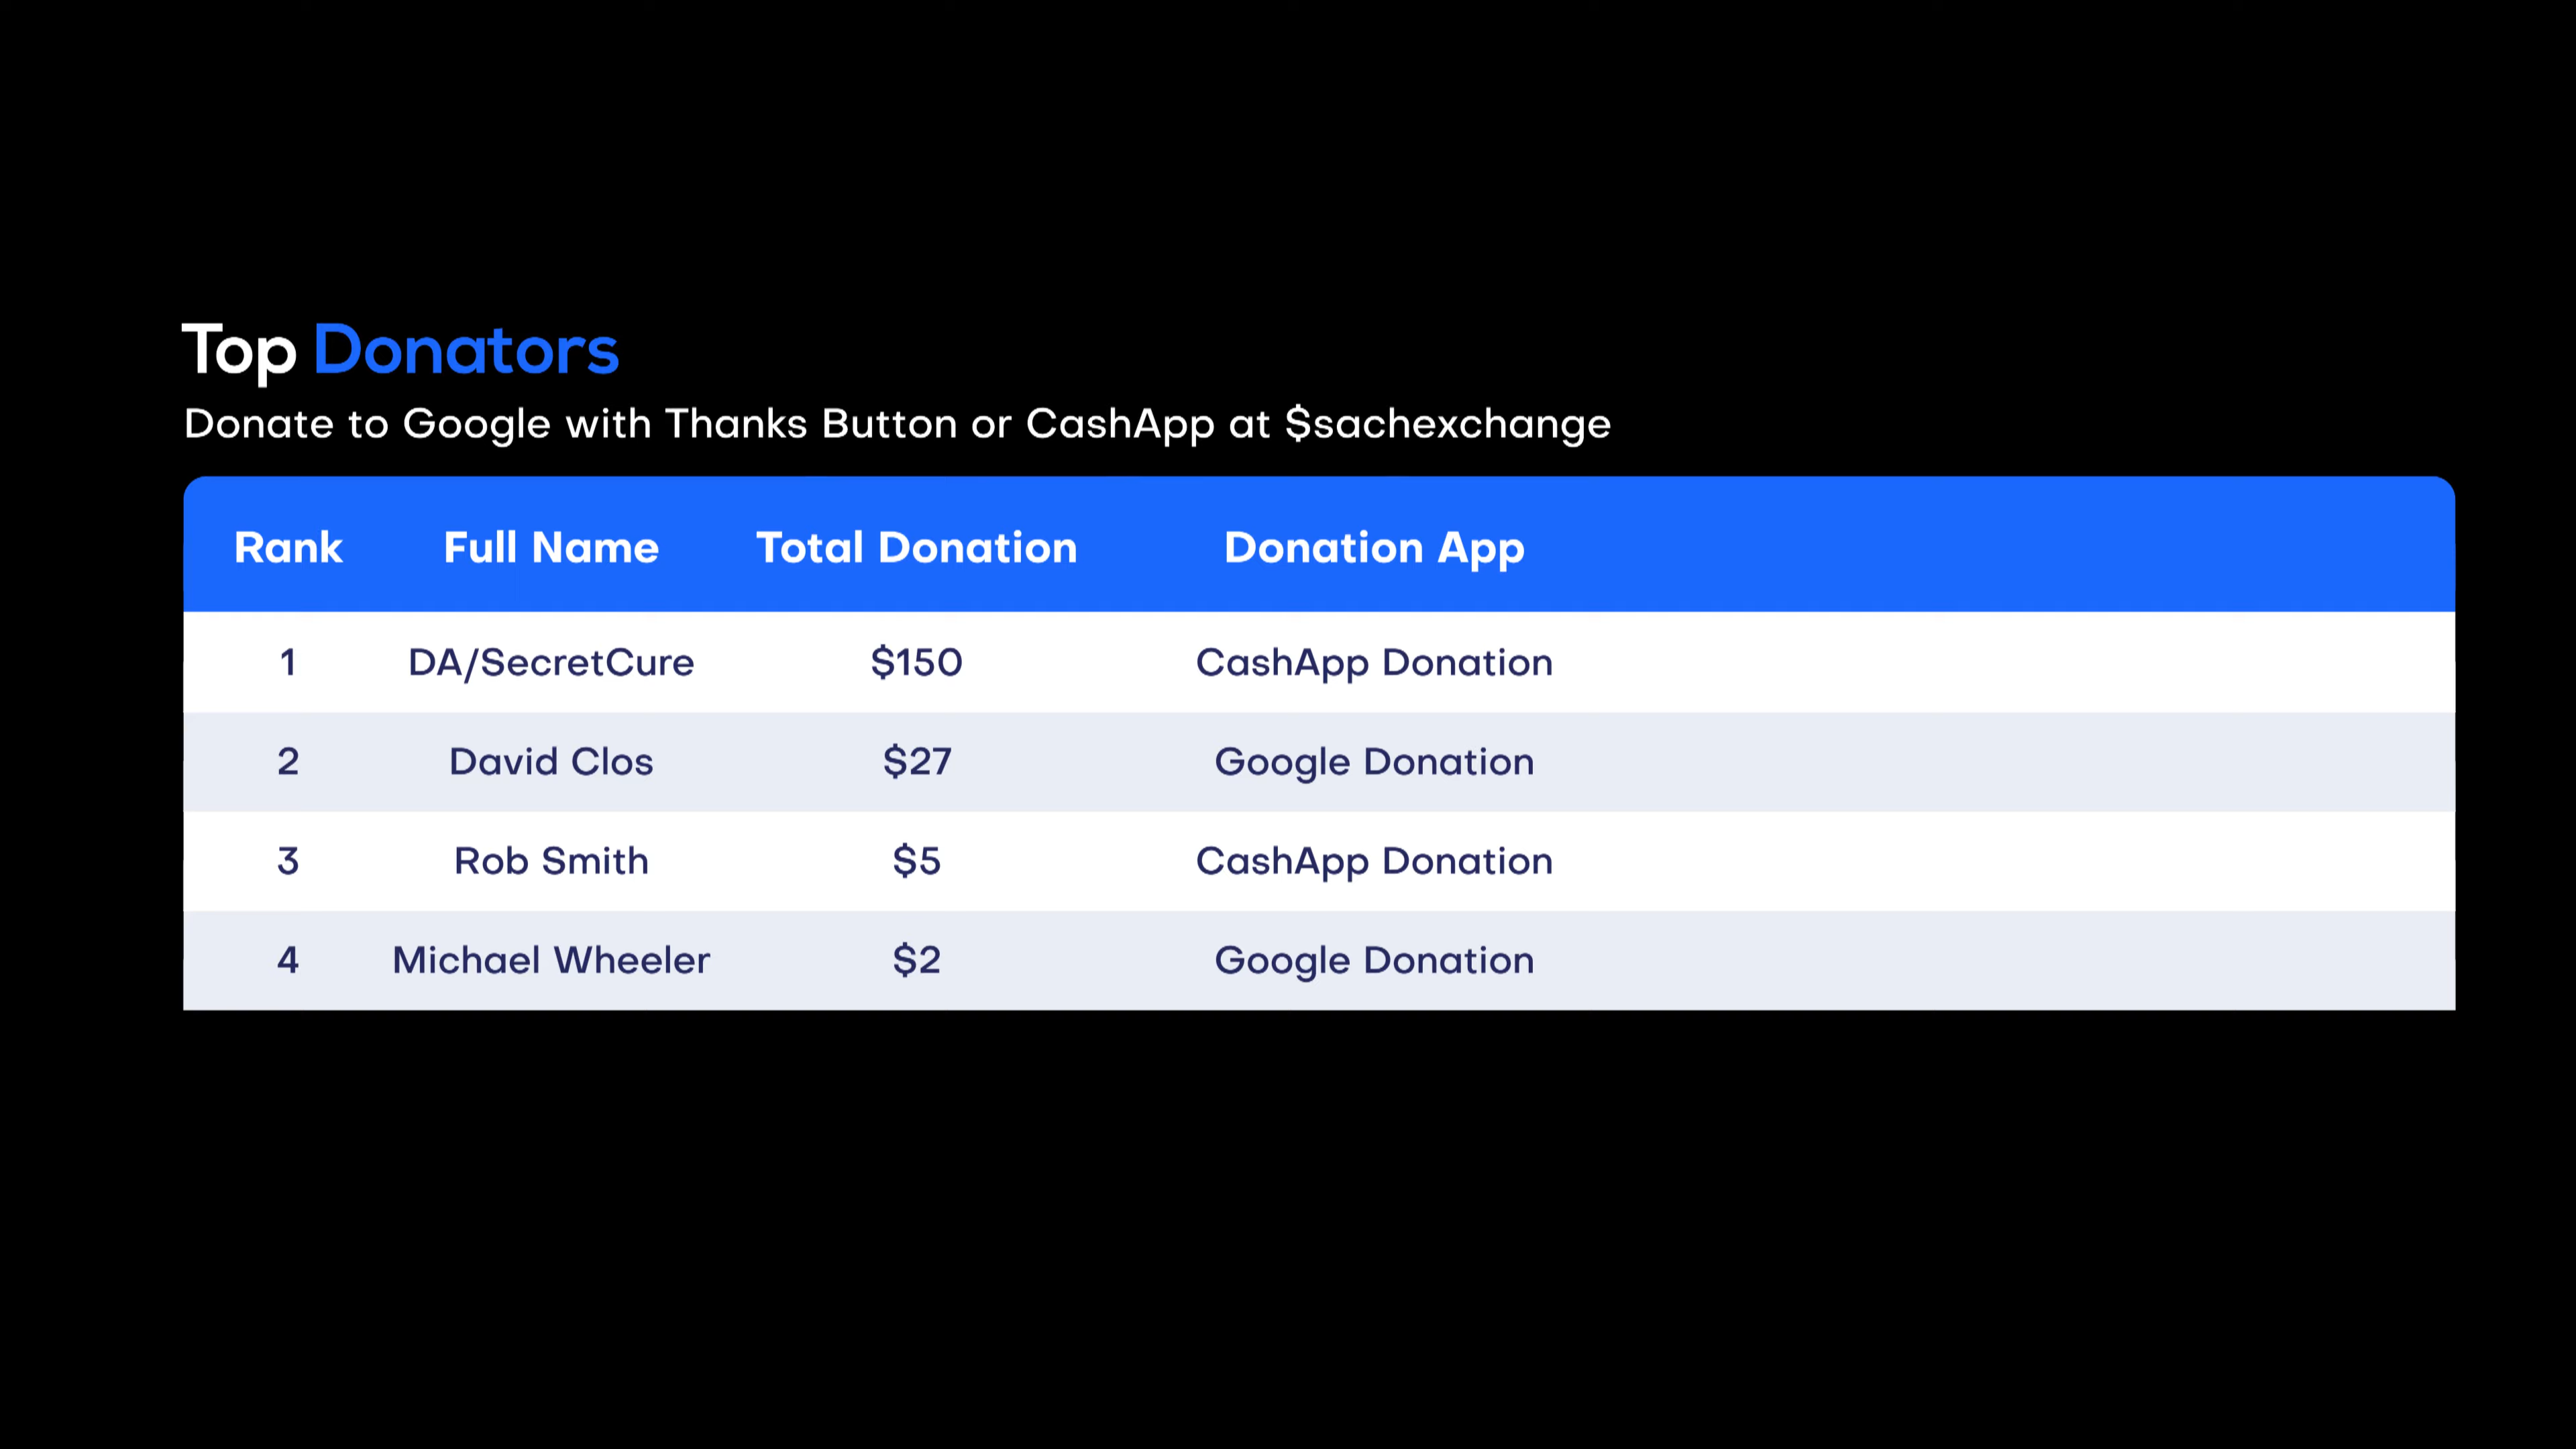 Top Donators
Donate to Google with Thanks Button or CashApp at $sachexchange
Rank Full Name Total Donation Donation App
1 DA/SecretCure $150 CashApp Donation
2 David Clos $27 Google Donation
3 Rob Smith $5 CashApp Donation
4 Michael Wheeler $2 Google Donation